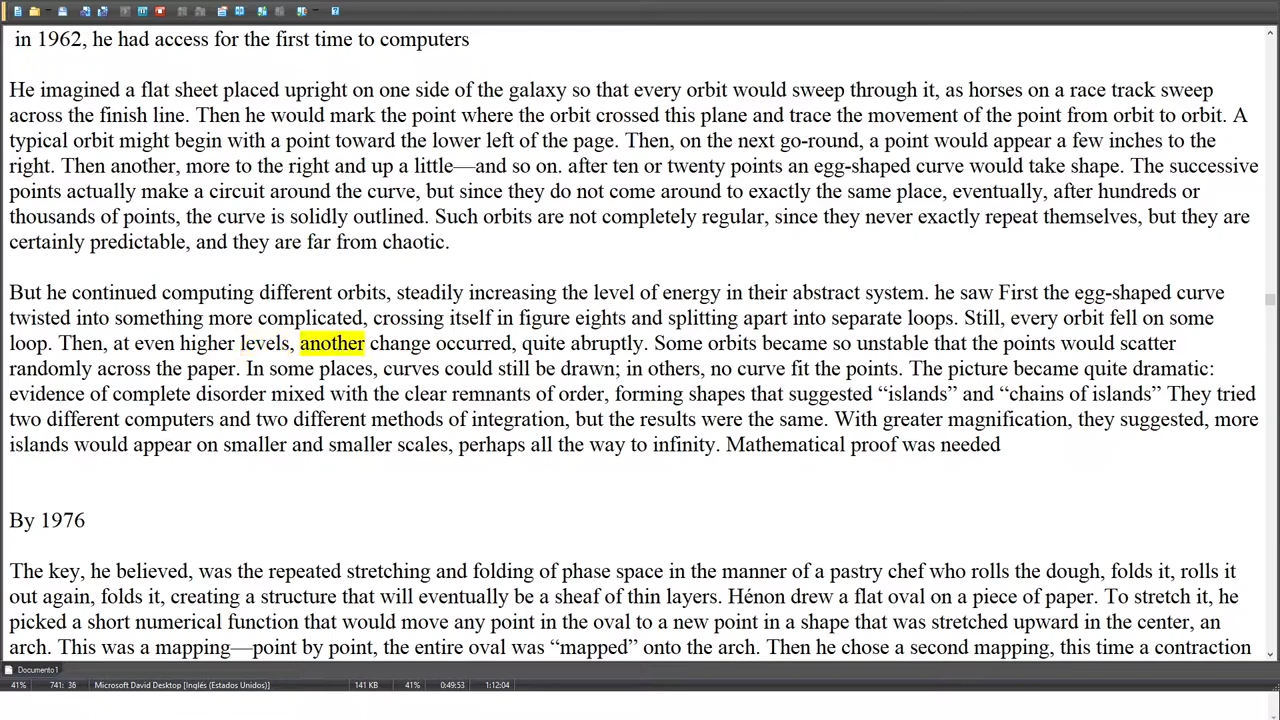 in 1962, he had access for the first time to computers
He imagined a flat sheet placed upright on one side of the galaxy so that every orbit would sweep through it, as horses on a race track sweep
across the finish line. Then he would mark the point where the orbit crossed this plane and trace the movement of the point from orbit to orbit. A
typical orbit might begin with a point toward the lower left of the page. Then, on the next go-round, a point would appear a few inches to the
right. Then another, more to the right and up a little—and so on. after ten or twenty points an egg-shaped curve would take shape. The successive
points actually make a circuit around the curve, but since they do not come around to exactly the same place, eventually, after hundreds or
thousands of points, the curve is solidly outlined. Such orbits are not completely regular, since they never exactly repeat themselves, but they are
certainly predictable, and they are far from chaotic.
But he continued computing different orbits, steadily increasing the level of energy in their abstract system. he saw First the egg-shaped curve
twisted into something more complicated, crossing itself in figure eights and splitting apart into separate loops. Still, every orbit fell on some
loop. Then, at even higher levels, another change occurred, quite abruptly. Some orbits became so unstable that the points would scatter
randomly across the paper. In some places, curves could still be drawn; in others, no curve fit the points. The picture became quite dramatic:
evidence of complete disorder mixed with the clear remnants of order, forming shapes that suggested “islands” and “chains of islands” They tried
two different computers and two different methods of integration, but the results were the same. With greater magnification, they suggested, more
islands would appear on smaller and smaller scales, perhaps all the way to infinity. Mathematical proof was needed
By 1976
The key, he believed, was the repeated stretching and folding of phase space in the manner of a pastry chef who rolls the dough, folds it, rolls it
out again, folds it, creating a structure that will eventually be a sheaf of thin layers. Hénon drew a flat oval on a piece of paper. To stretch it, he
picked a short numerical function that would move any point in the oval to a new point in a shape that was stretched upward in the center, an
arch. This was a mapping—point by point, the entire oval was “mapped” onto the arch. Then he chose a second mapping, this time a contraction
Documento1
41% 741: 36 Microsoft David Desktop [Inglés (Estados Unidos)] 141 KB 41% 0:49:53 1:12:04